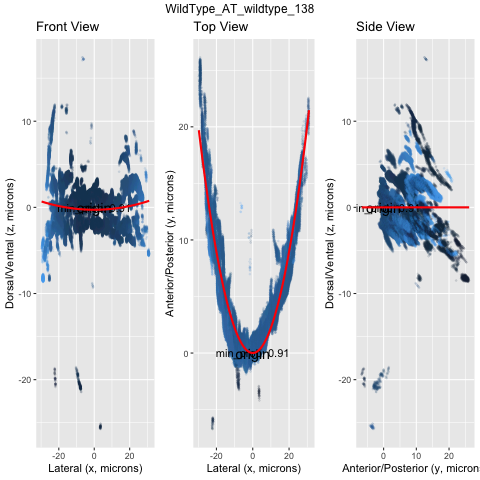 WildType_AT_wildtype_138
Front View
Top View
Side View
Dorsal/Ventral (z, microns)
10
0
-10
-20
-20
0
20
Lateral (x, microns)
Anterior/Posterior (y, microns)
20
10
0
origin
0.91
-20
0
20
Lateral (x, microns)
Dorsal/Ventral (z, microns)
10
0
-10
-20
origin
0
10
20
Anterior/Posterior (y, micron